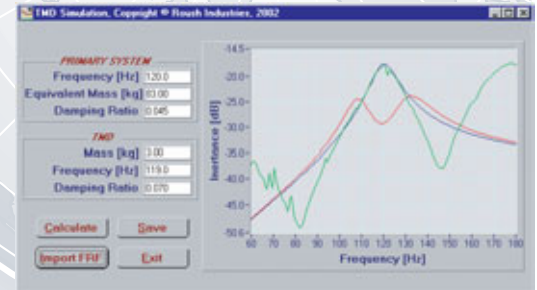 TMD Simulation, Copyright © Roush Industries, 2002
PRIMARY SYSTEM
Frequency [Hz] 120.0
Equivalent Mass [kg] 83.00
Damping Ratio 0.045
TMD
Mass [kg] 3.00
Frequency [Hz] 119.0
Damping Ratio 0.070
Calculate
Save
Import FRF
Exit
Inertance [dB]
-14.5
-20.0
-25.0
-30.0
-35.0
-40.0
-45.0
-50.6
60 70 80 90 100 110 120 130 140 150 160 170 180
Frequency [Hz]